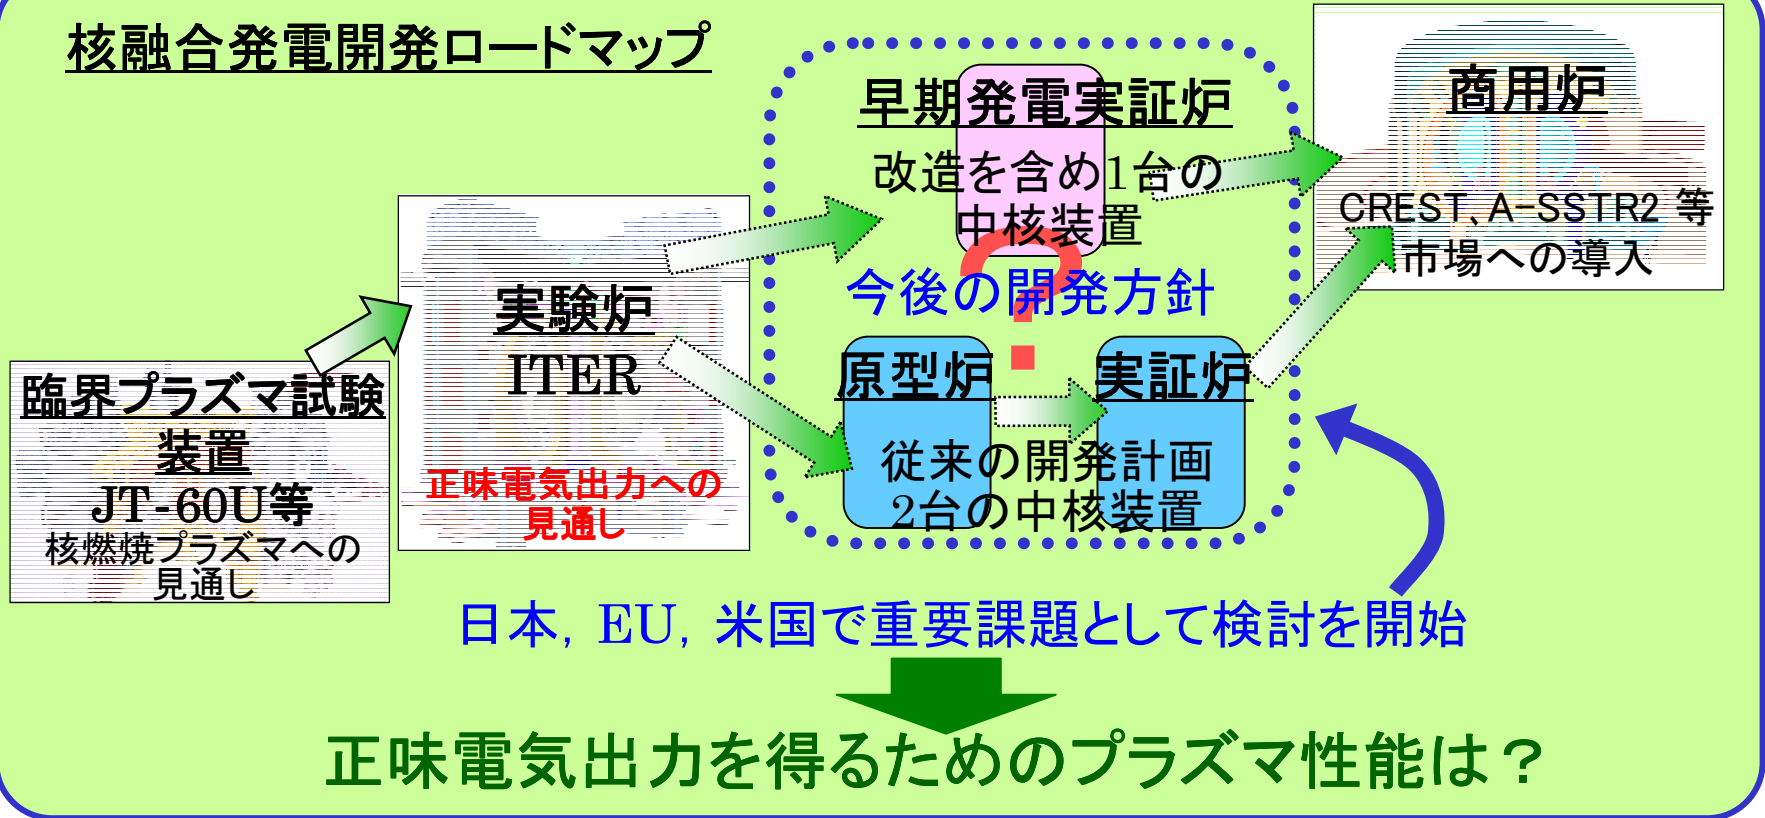 核融合発電開発ロードマップ
早期発電実証炉
改造を含め1台の
中核装置
商用炉
CREST、A-SSTR2 等
市場への導入
実験炉
ITER
正味電気出力への
見通し
今後の開発方針
?
原型炉
実証炉
従来の開発計画
2台の中核装置
臨界プラズマ試験
装置
JT-60U等
核燃焼プラズマへの
見通し
日本, EU, 米国で重要課題として検討を開始
正味電気出力を得るためのプラズマ性能は？